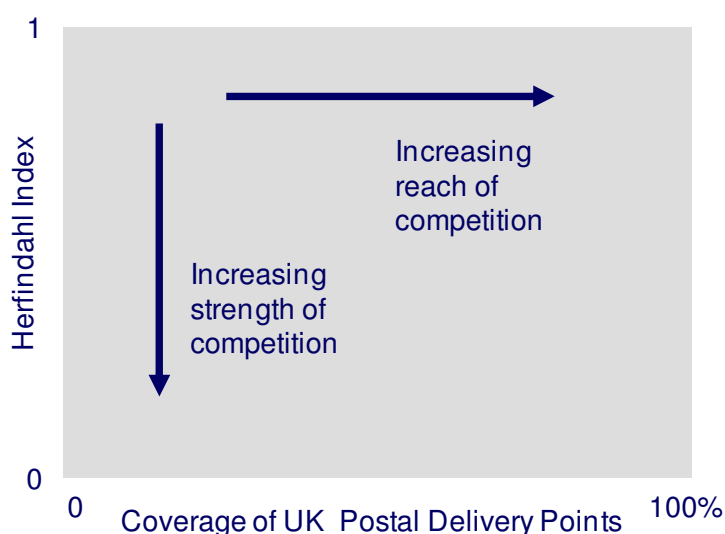 1
Herfindahl Index
Increasing
reach of
competition
Increasing
strength of
competition
0
0
100%
Coverage of UK Postal Delivery Points